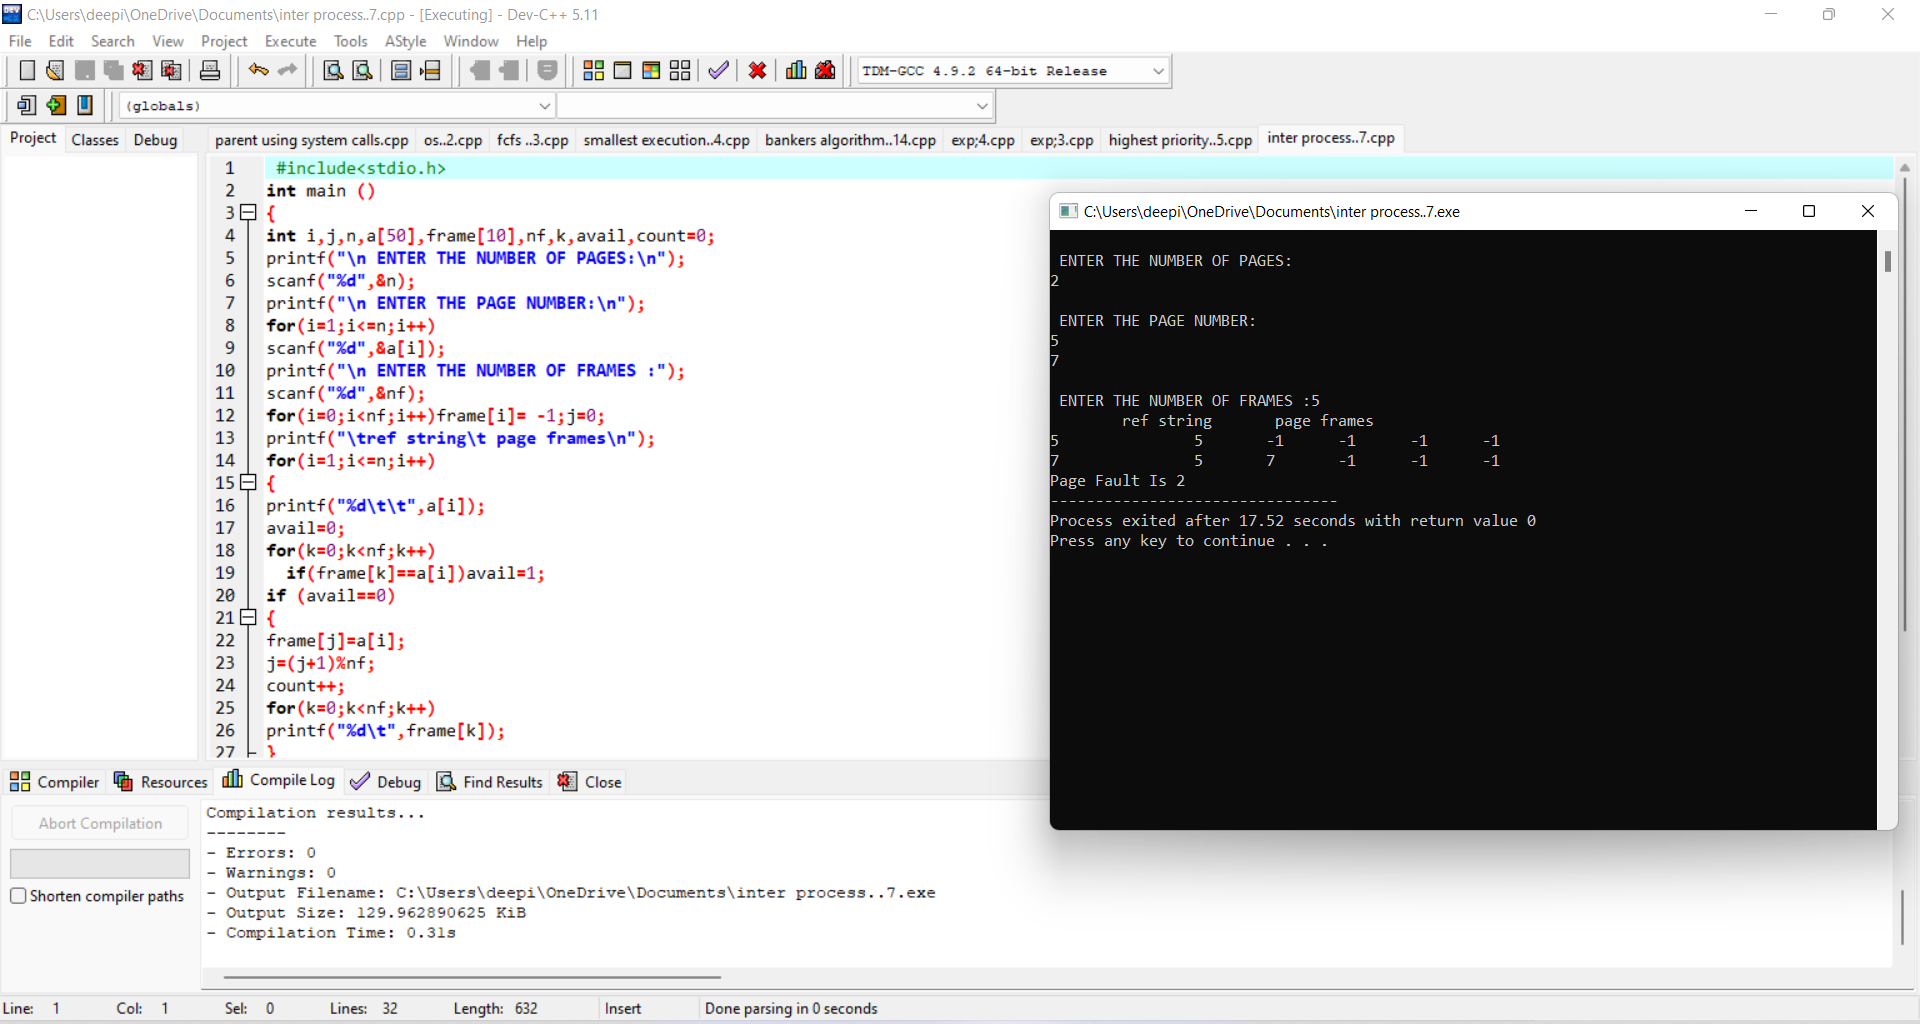 C:\Users\deepi\OneDrive\Documents\inter process..7.cpp - [Executing] - Dev-C++ 5.11
File Edit Search View Project Execute Tools AStyle Window Help
TDM-GCC 4.9.2 64-bit Release
(globals)
Project Classes Debug
parent using system calls.cpp os..2.cpp fcfs ..3.cpp smallest execution..4.cpp bankers algorithm..14.cpp exp;4.cpp exp;3.cpp highest priority..5.cpp inter process..7.cpp
1 #include<stdio.h>
2 int main ()
3 {
4 int i,j,n,a[50],frame[10],nf,k,avail,count=0;
5 printf("\n ENTER THE NUMBER OF PAGES:\n");
6 scanf("%d",&n);
7 printf("\n ENTER THE PAGE NUMBER:\n");
8 for(i=1;i<=n;i++)
9 scanf("%d",&a[i]);
10 printf("\n ENTER THE NUMBER OF FRAMES :");
11 scanf("%d",&nf);
12 for(i=0;i<nf;i++)frame[i]= -1;j=0;
13 printf("\tref string\t page frames\n");
14 for(i=1;i<=n;i++)
15 {
16 printf("%d\t\t",a[i]);
17 avail=0;
18 for(k=0;k<nf;k++)
19 if(frame[k]==a[i])avail=1;
20 if (avail==0)
21 {
22 frame[j]=a[i];
23 j=(j+1)%nf;
24 count++;
25 for(k=0;k<nf;k++)
26 printf("%d\t",frame[k]);
27 }
C:\Users\deepi\OneDrive\Documents\inter process..7.exe
ENTER THE NUMBER OF PAGES:
2
ENTER THE PAGE NUMBER:
5
7
ENTER THE NUMBER OF FRAMES :5
ref string page frames
5 5 -1 -1 -1 -1
7 5 7 -1 -1 -1
Page Fault Is 2
--------------------------------
Process exited after 17.52 seconds with return value 0
Press any key to continue . . .
Compiler Resources Compile Log Debug Find Results Close
Abort Compilation
Shorten compiler paths
Compilation results...
--------
- Errors: 0
- Warnings: 0
- Output Filename: C:\Users\deepi\OneDrive\Documents\inter process..7.exe
- Output Size: 129.962890625 KiB
- Compilation Time: 0.31s
Line: 1 Col: 1 Sel: 0 Lines: 32 Length: 632 Insert Done parsing in 0 seconds